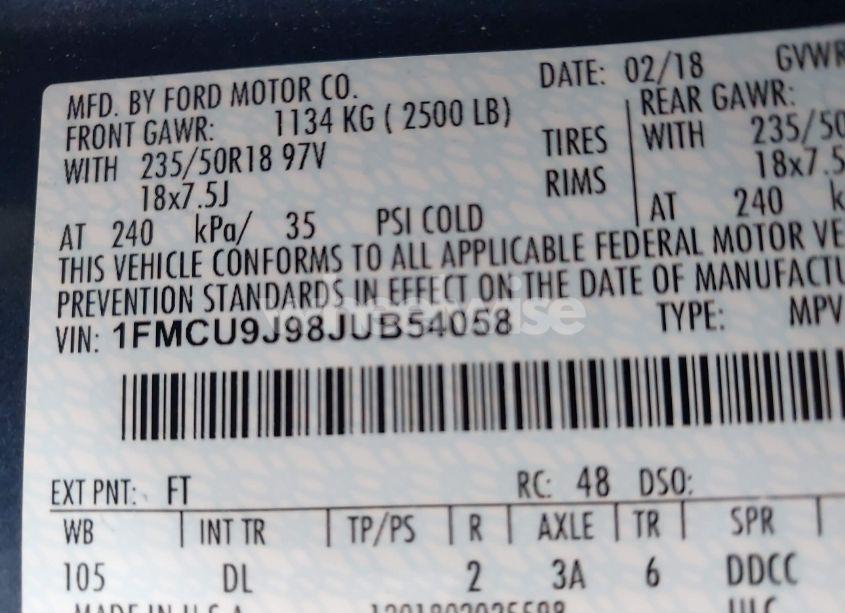 MFD. BY FORD MOTOR CO. DATE: 02/18 GVWR
FRONT GAWR: 1134 KG ( 2500 LB) REAR GAWR:
WITH 235/50R18 97V TIRES WITH 235/50
18x7.5J RIMS 18x7.5
AT 240 kPa/ 35 PSI COLD AT 240 k
THIS VEHICLE CONFORMS TO ALL APPLICABLE FEDERAL MOTOR VE
PREVENTION STANDARDS IN EFFECT ON THE DATE OF MANUFACTU
VIN: 1FMCU9J98JUB54058 TYPE: MPV
EXT PNT: FT RC: 48 DSO:
WB INT TR TP/PS R AXLE TR SPR
105 DL 2 3A 6 DDCC
MADE IN U.S.A.